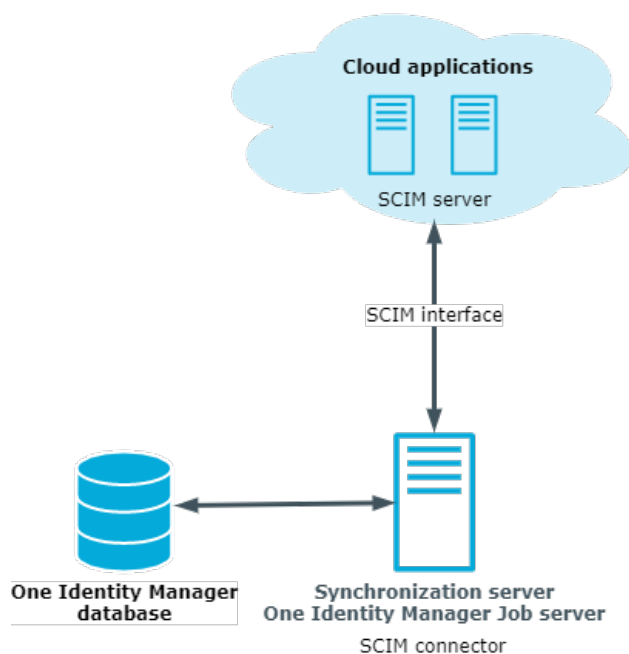 Cloud applications
SCIM server
SCIM interface
One Identity Manager
database
Synchronization server
One Identity Manager Job server
SCIM connector